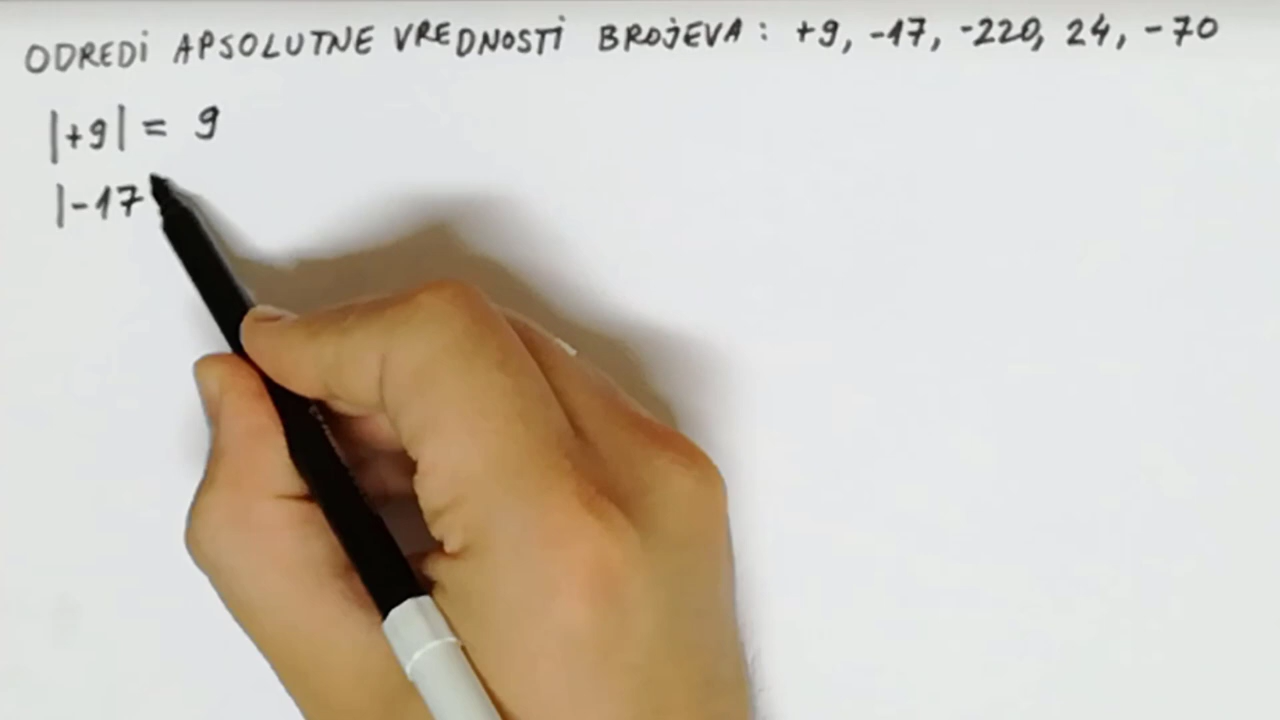 ODREDI APSOLUTNE VREDNOSTI BROJEVA: +9, -17, -220, 24, -70
|+9| = 9
|-17